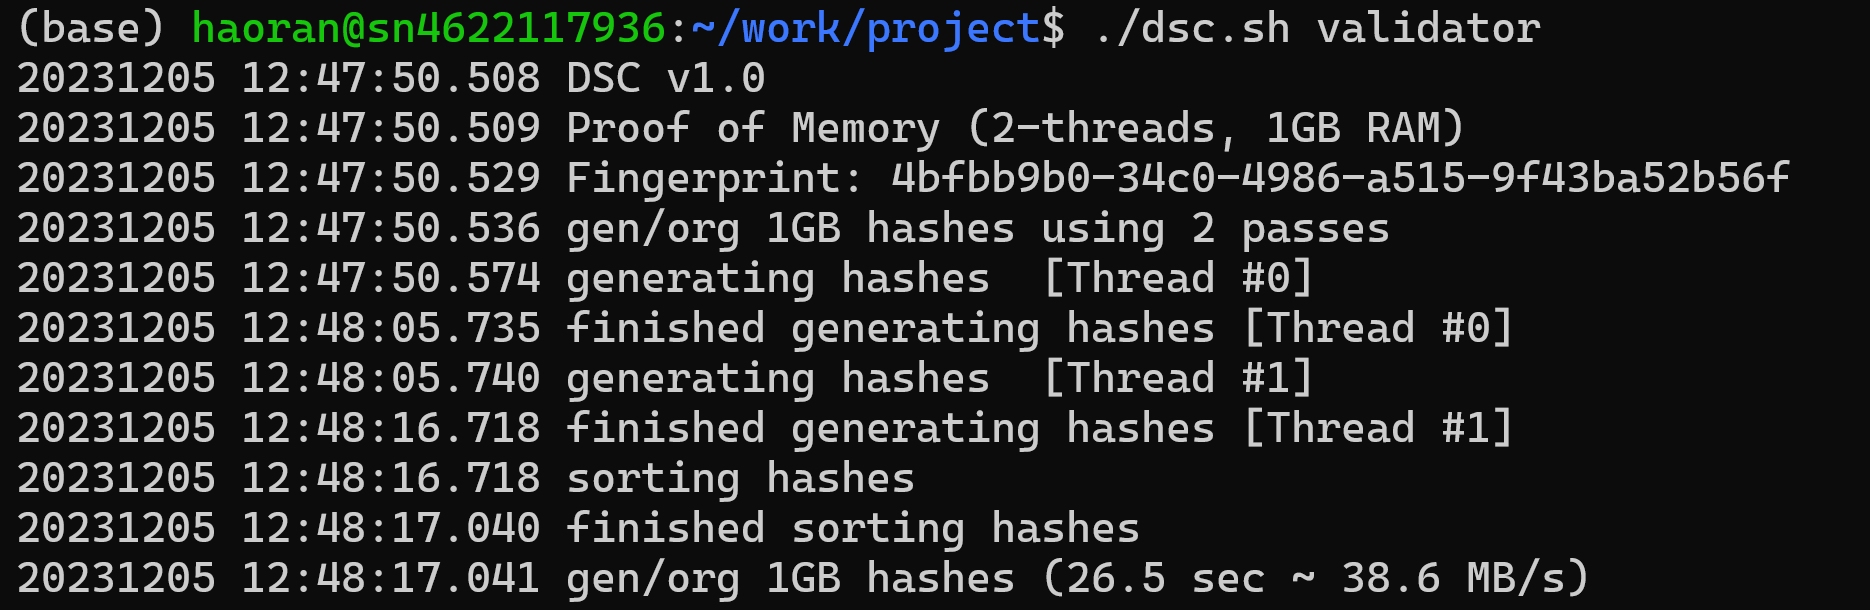 (base) haoran@sn4622117936:~/work/project$ ./dsc.sh validator
20231205 12:47:50.508 DSC v1.0
20231205 12:47:50.509 Proof of Memory (2-threads, 1GB RAM)
20231205 12:47:50.529 Fingerprint: 4bfbb9b0-34c0-4986-a515-9f43ba52b56f
20231205 12:47:50.536 gen/org 1GB hashes using 2 passes
20231205 12:47:50.574 generating hashes  [Thread #0]
20231205 12:48:05.735 finished generating hashes [Thread #0]
20231205 12:48:05.740 generating hashes  [Thread #1]
20231205 12:48:16.718 finished generating hashes [Thread #1]
20231205 12:48:16.718 sorting hashes
20231205 12:48:17.040 finished sorting hashes
20231205 12:48:17.041 gen/org 1GB hashes (26.5 sec ~ 38.6 MB/s)